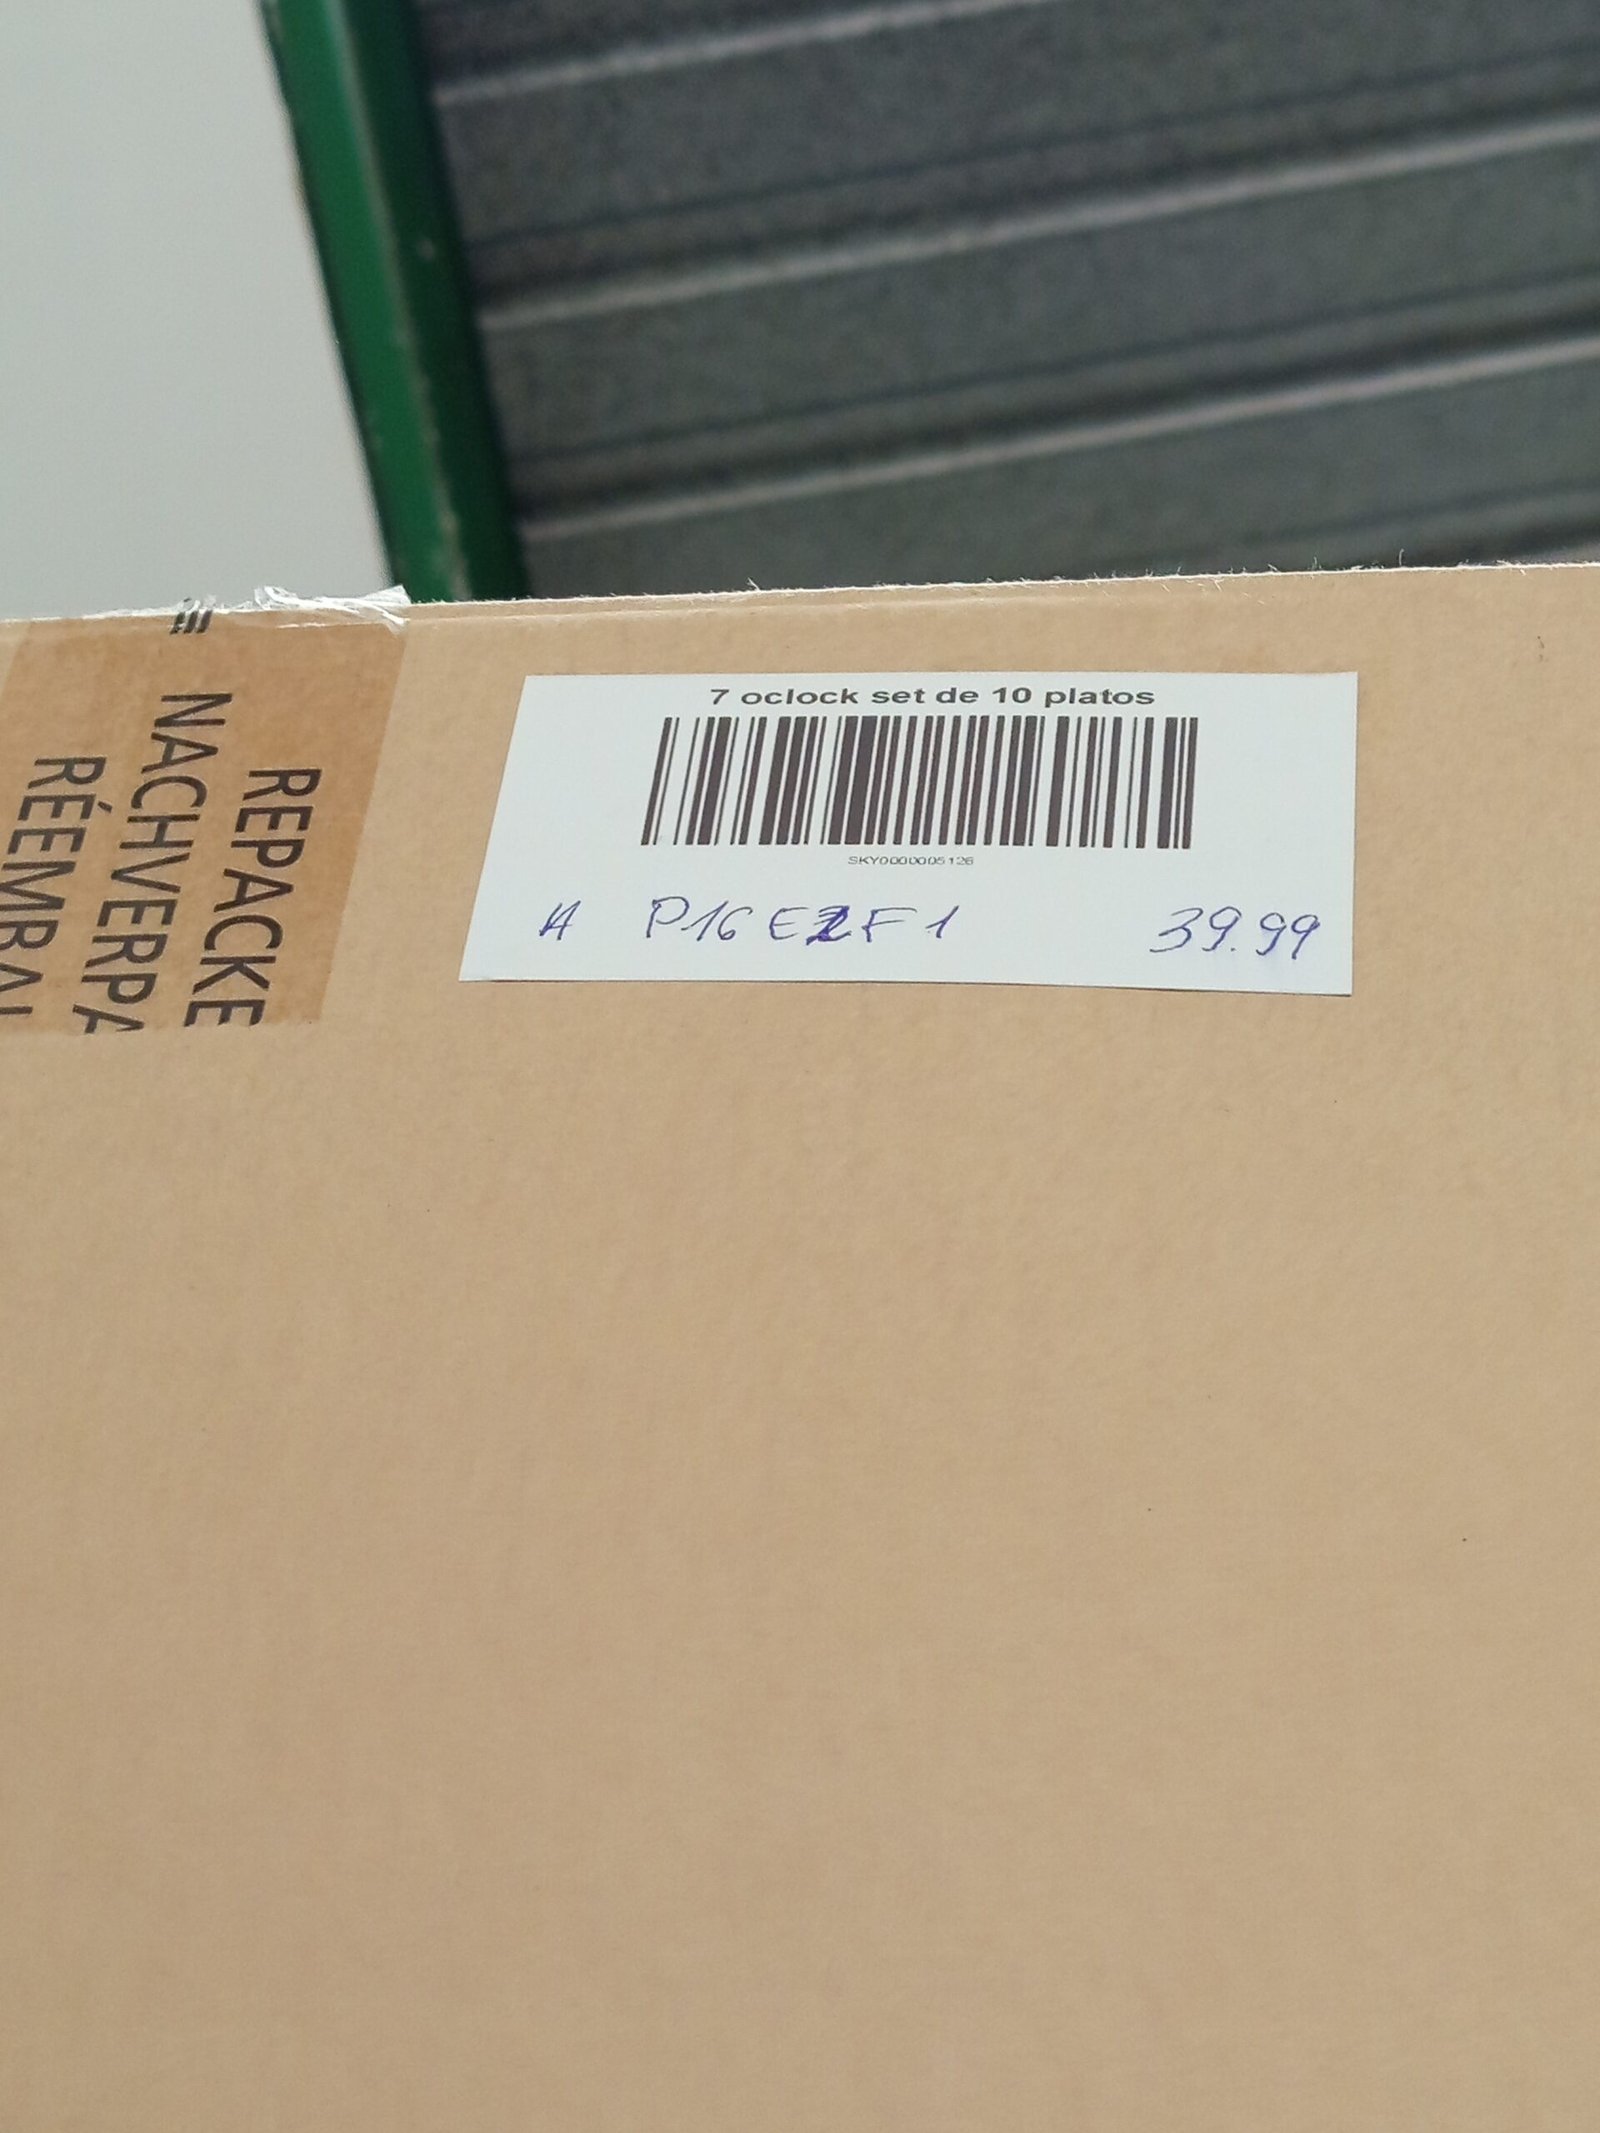 7 oclock set de 10 platos
SKY0000005126
A P16 E2F1 39.99
REPACKE
NACHVERPA
RÉEMBAL